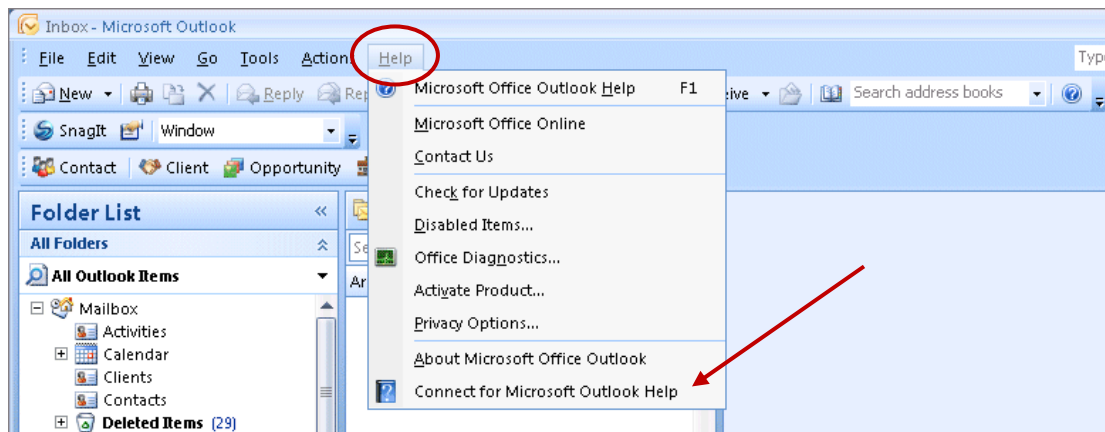 Inbox - Microsoft Outlook
File Edit View Go Tools Action Help
New Reply Rep ive Search address books
SnagIt Window
Contact Client Opportunity
Microsoft Office Outlook Help F1
Microsoft Office Online
Contact Us
Check for Updates
Disabled Items...
Office Diagnostics...
Activate Product...
Privacy Options...
About Microsoft Office Outlook
Connect for Microsoft Outlook Help
Folder List
All Folders
All Outlook Items
Mailbox
Activities
Calendar
Clients
Contacts
Deleted Items (29)